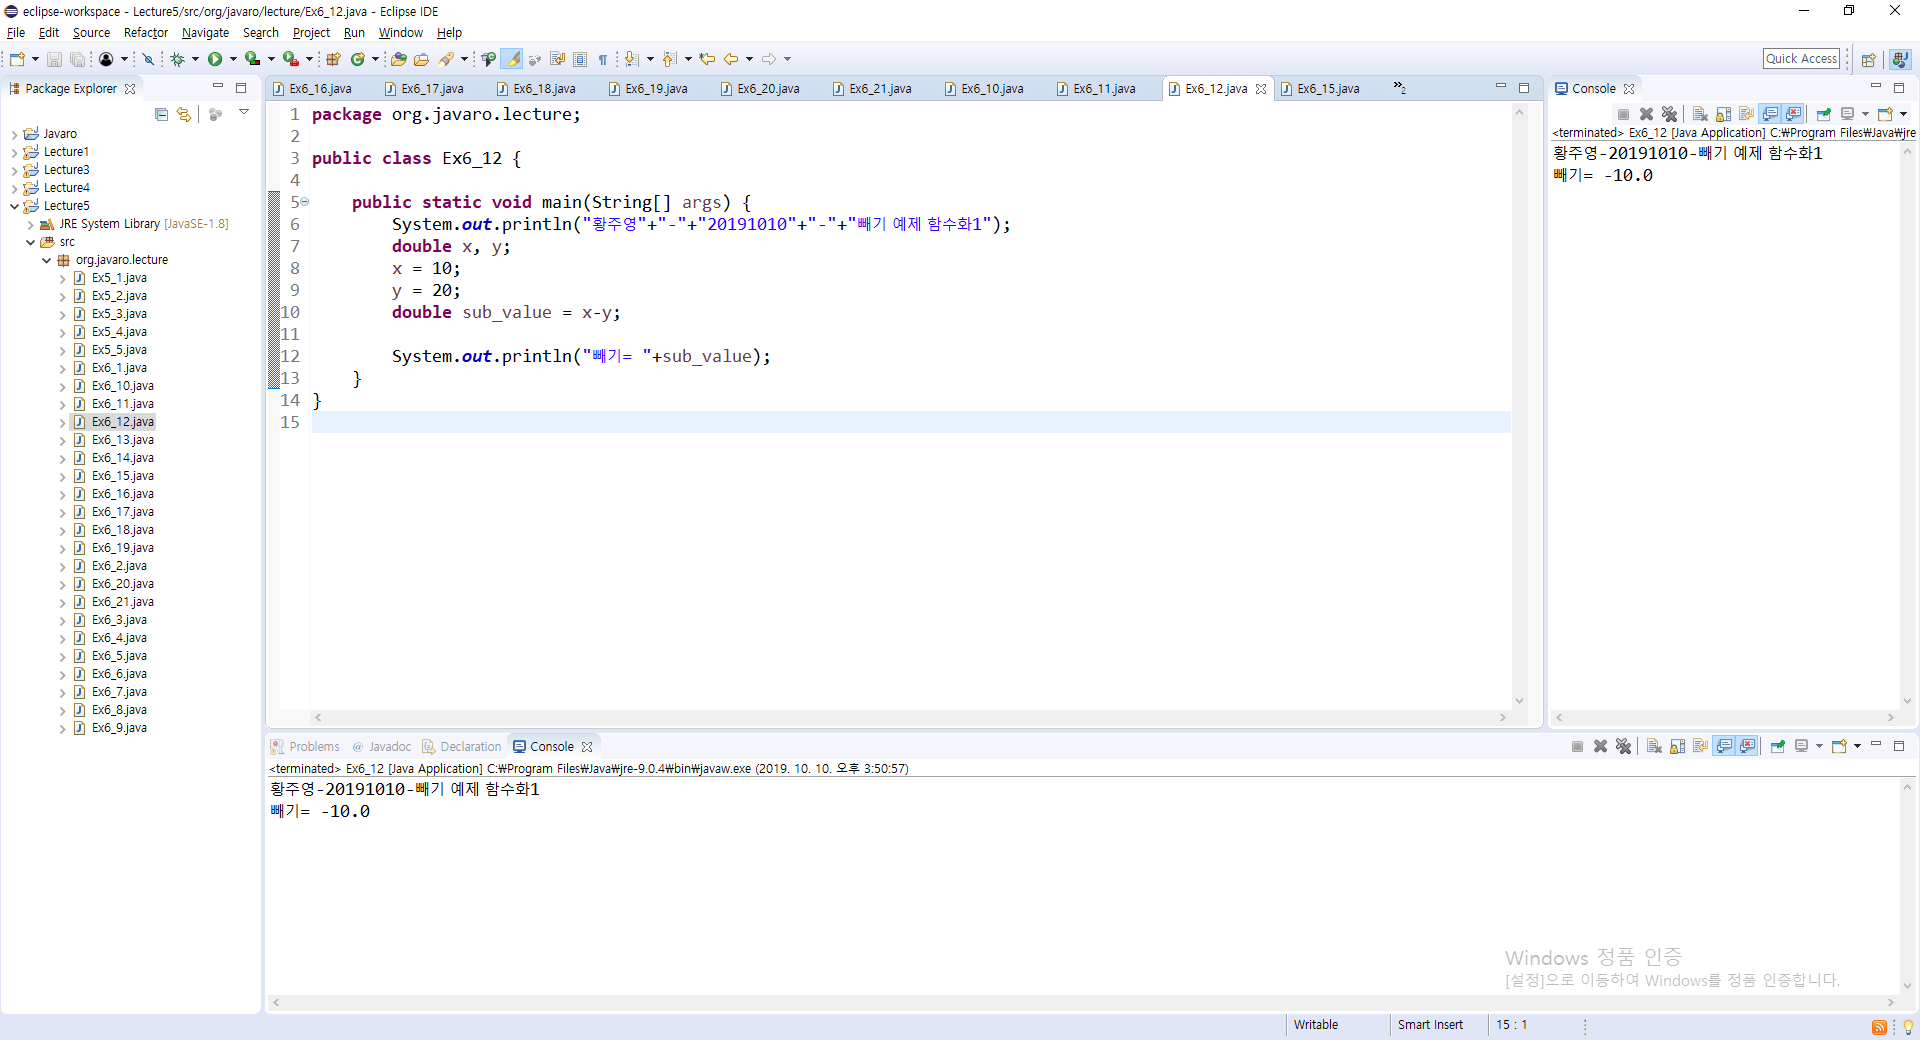 eclipse-workspace - Lecture5/src/org/javaro/lecture/Ex6_12.java - Eclipse IDE
File Edit Source Refactor Navigate Search Project Run Window Help
Quick Access
Package Explorer
Javaro
Lecture1
Lecture3
Lecture4
Lecture5
JRE System Library [JavaSE-1.8]
src
org.javaro.lecture
Ex5_1.java
Ex5_2.java
Ex5_3.java
Ex5_4.java
Ex5_5.java
Ex6_1.java
Ex6_10.java
Ex6_11.java
Ex6_12.java
Ex6_13.java
Ex6_14.java
Ex6_15.java
Ex6_16.java
Ex6_17.java
Ex6_18.java
Ex6_19.java
Ex6_2.java
Ex6_20.java
Ex6_21.java
Ex6_3.java
Ex6_4.java
Ex6_5.java
Ex6_6.java
Ex6_7.java
Ex6_8.java
Ex6_9.java
Ex6_16.java Ex6_17.java Ex6_18.java Ex6_19.java Ex6_20.java Ex6_21.java Ex6_10.java Ex6_11.java Ex6_12.java Ex6_15.java »2
1 package org.javaro.lecture;
2
3 public class Ex6_12 {
4
5 public static void main(String[] args) {
6 System.out.println("황주영"+"-"+"20191010"+"-"+"빼기 예제 함수화1");
7 double x, y;
8 x = 10;
9 y = 20;
10 double sub_value = x-y;
11
12 System.out.println("빼기= "+sub_value);
13 }
14 }
15
Console
<terminated> Ex6_12 [Java Application] C:₩Program Files₩Java₩jre
황주영-20191010-빼기 예제 함수화1
빼기= -10.0
Problems @ Javadoc Declaration Console
<terminated> Ex6_12 [Java Application] C:₩Program Files₩Java₩jre-9.0.4₩bin₩javaw.exe (2019. 10. 10. 오후 3:50:57)
황주영-20191010-빼기 예제 함수화1
빼기= -10.0
Windows 정품 인증
[설정]으로 이동하여 Windows를 정품 인증합니다.
Writable Smart Insert 15 : 1